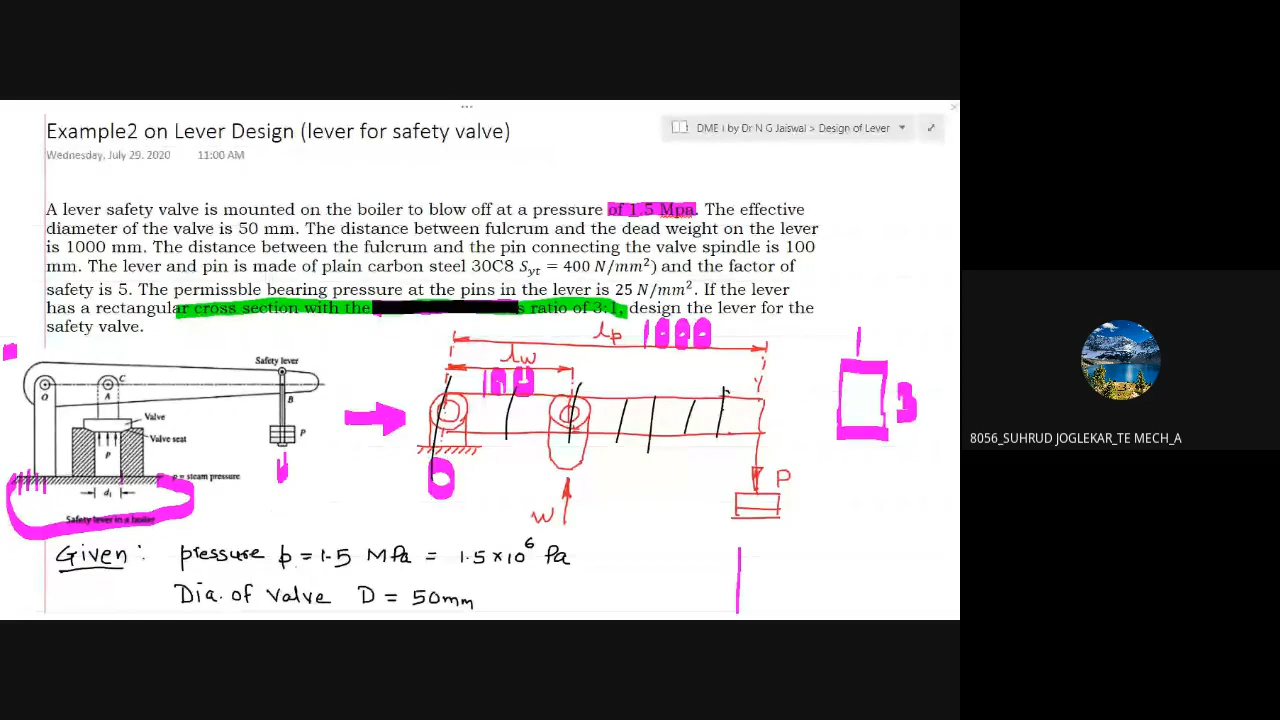 Example2 on Lever Design (lever for safety valve)
DME i by Dr N G Jaiswal > Design of Lever
Wednesday, July 29, 2020 11:00 AM
A lever safety valve is mounted on the boiler to blow off at a pressure of 1.5 Mpa. The effective
diameter of the valve is 50 mm. The distance between fulcrum and the dead weight on the lever
is 1000 mm. The distance between the fulcrum and the pin connecting the valve spindle is 100
mm. The lever and pin is made of plain carbon steel 30C8 Syt = 400 N/mm²) and the factor of
safety is 5. The permissble bearing pressure at the pins in the lever is 25 N/mm². If the lever
has a rectangular cross section with the s ratio of 3:1, design the lever for the
safety valve.
lp 1000
lw
100
1
3
Safety lever
C
O A
B
Valve
P
Valve seat
p
p = steam pressure
d1
Safety lever in a boiler
P
W
Given: pressure p = 1.5 MPa = 1.5×10⁶ Pa
Dia. of valve D = 50mm
8056_SUHRUD JOGLEKAR_TE MECH_A